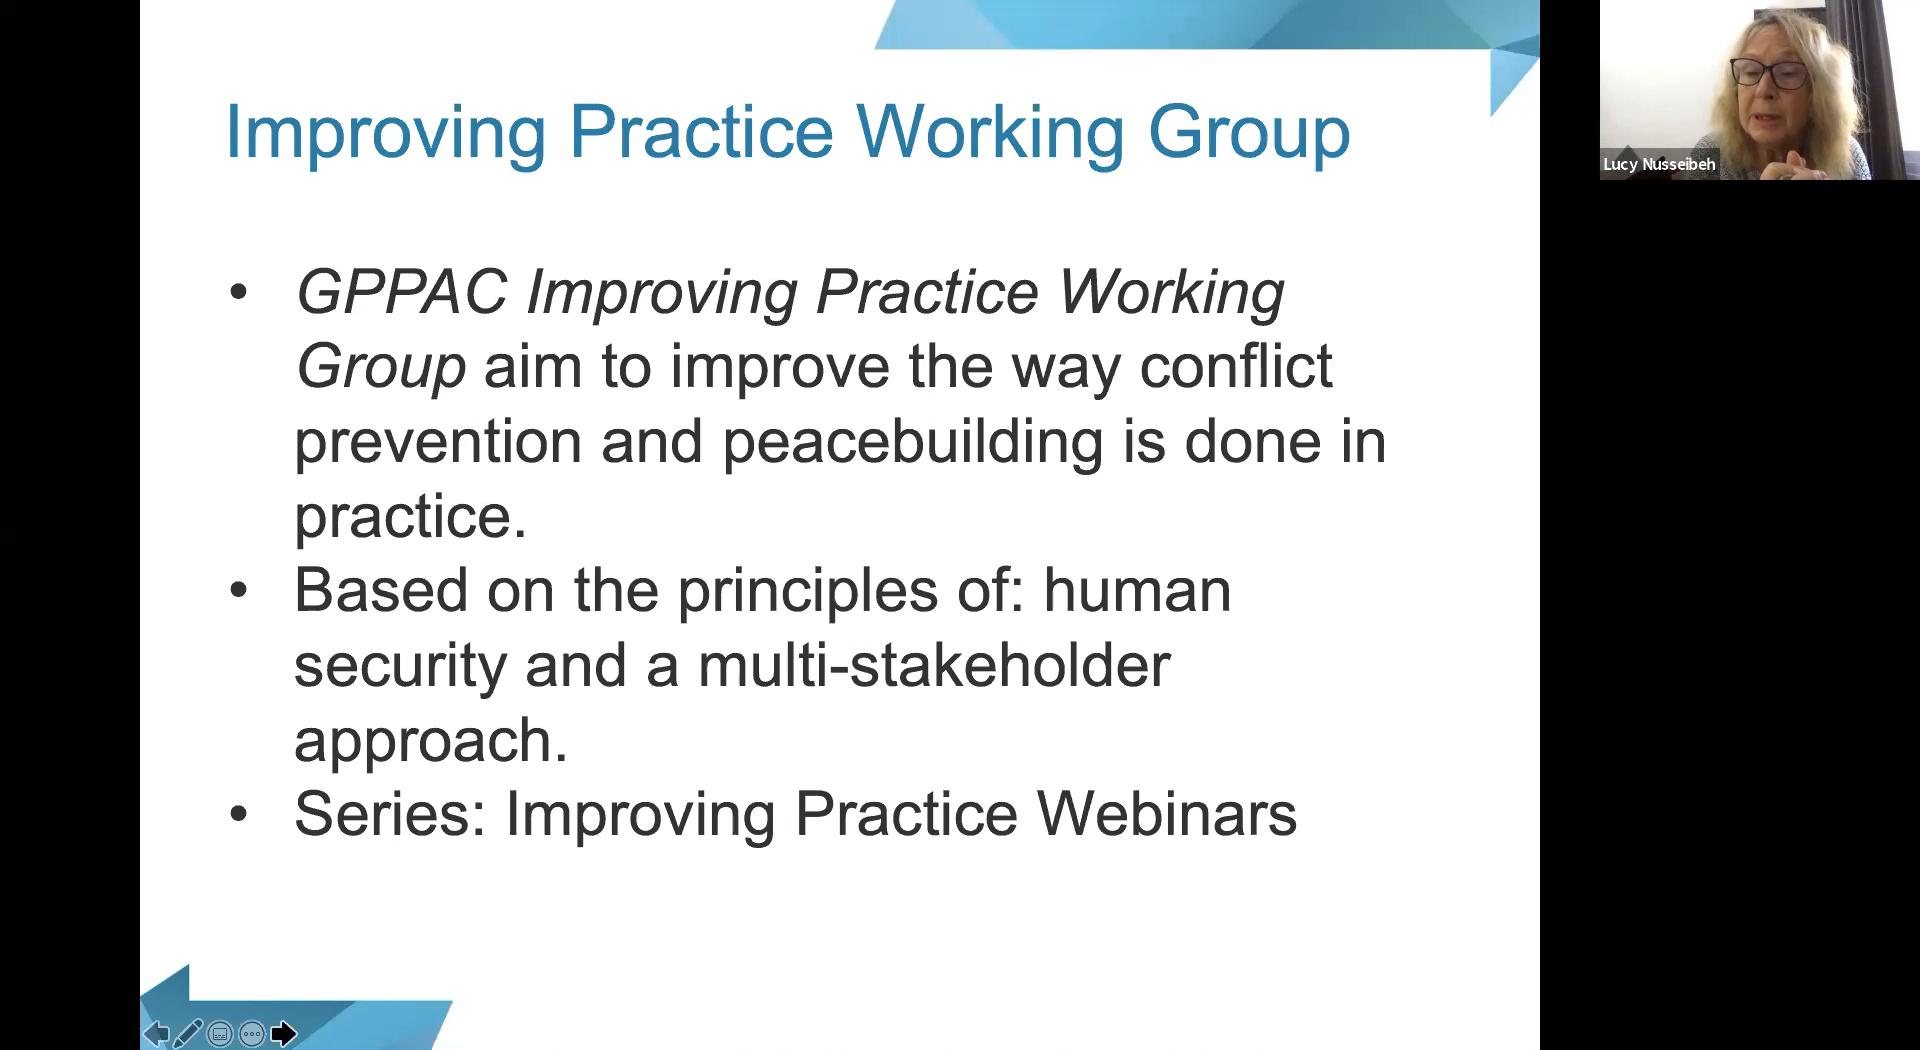 Improving Practice Working Group
• GPPAC Improving Practice Working
Group aim to improve the way conflict
prevention and peacebuilding is done in
practice.
• Based on the principles of: human
security and a multi-stakeholder
approach.
• Series: Improving Practice Webinars
Lucy Nusseibeh